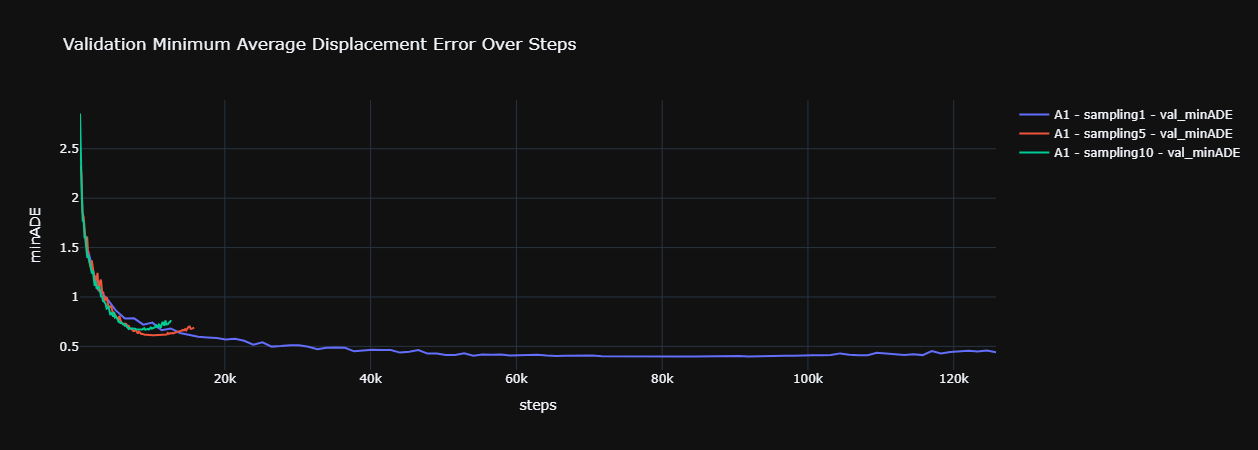 Validation Minimum Average Displacement Error Over Steps
A1 - sampling1 - val_minADE
A1 - sampling5 - val_minADE
A1 - sampling10 - val_minADE
minADE
2.5
2
1.5
1
0.5
20k 40k 60k 80k 100k 120k
steps